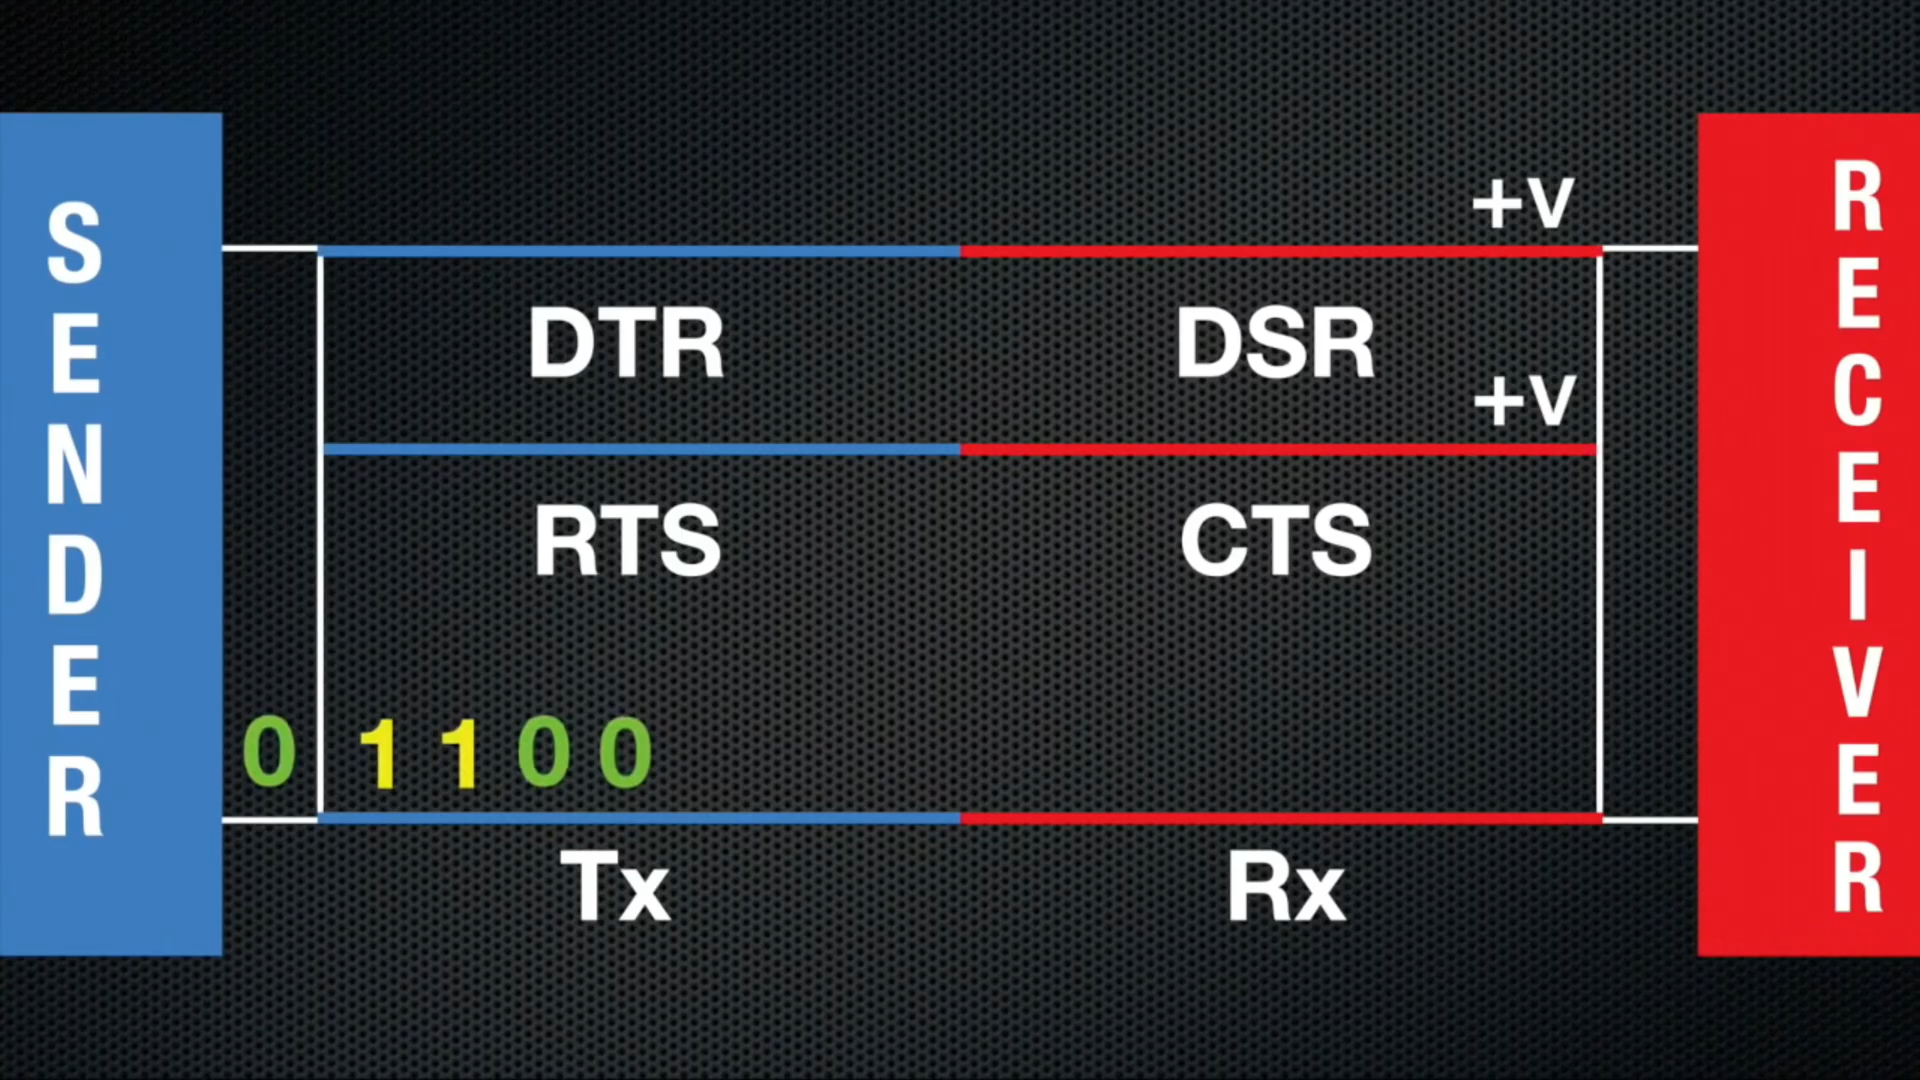 SENDER
+V
DTR DSR
+V
RTS CTS
0 1 1 0 0
Tx Rx
RECEIVER